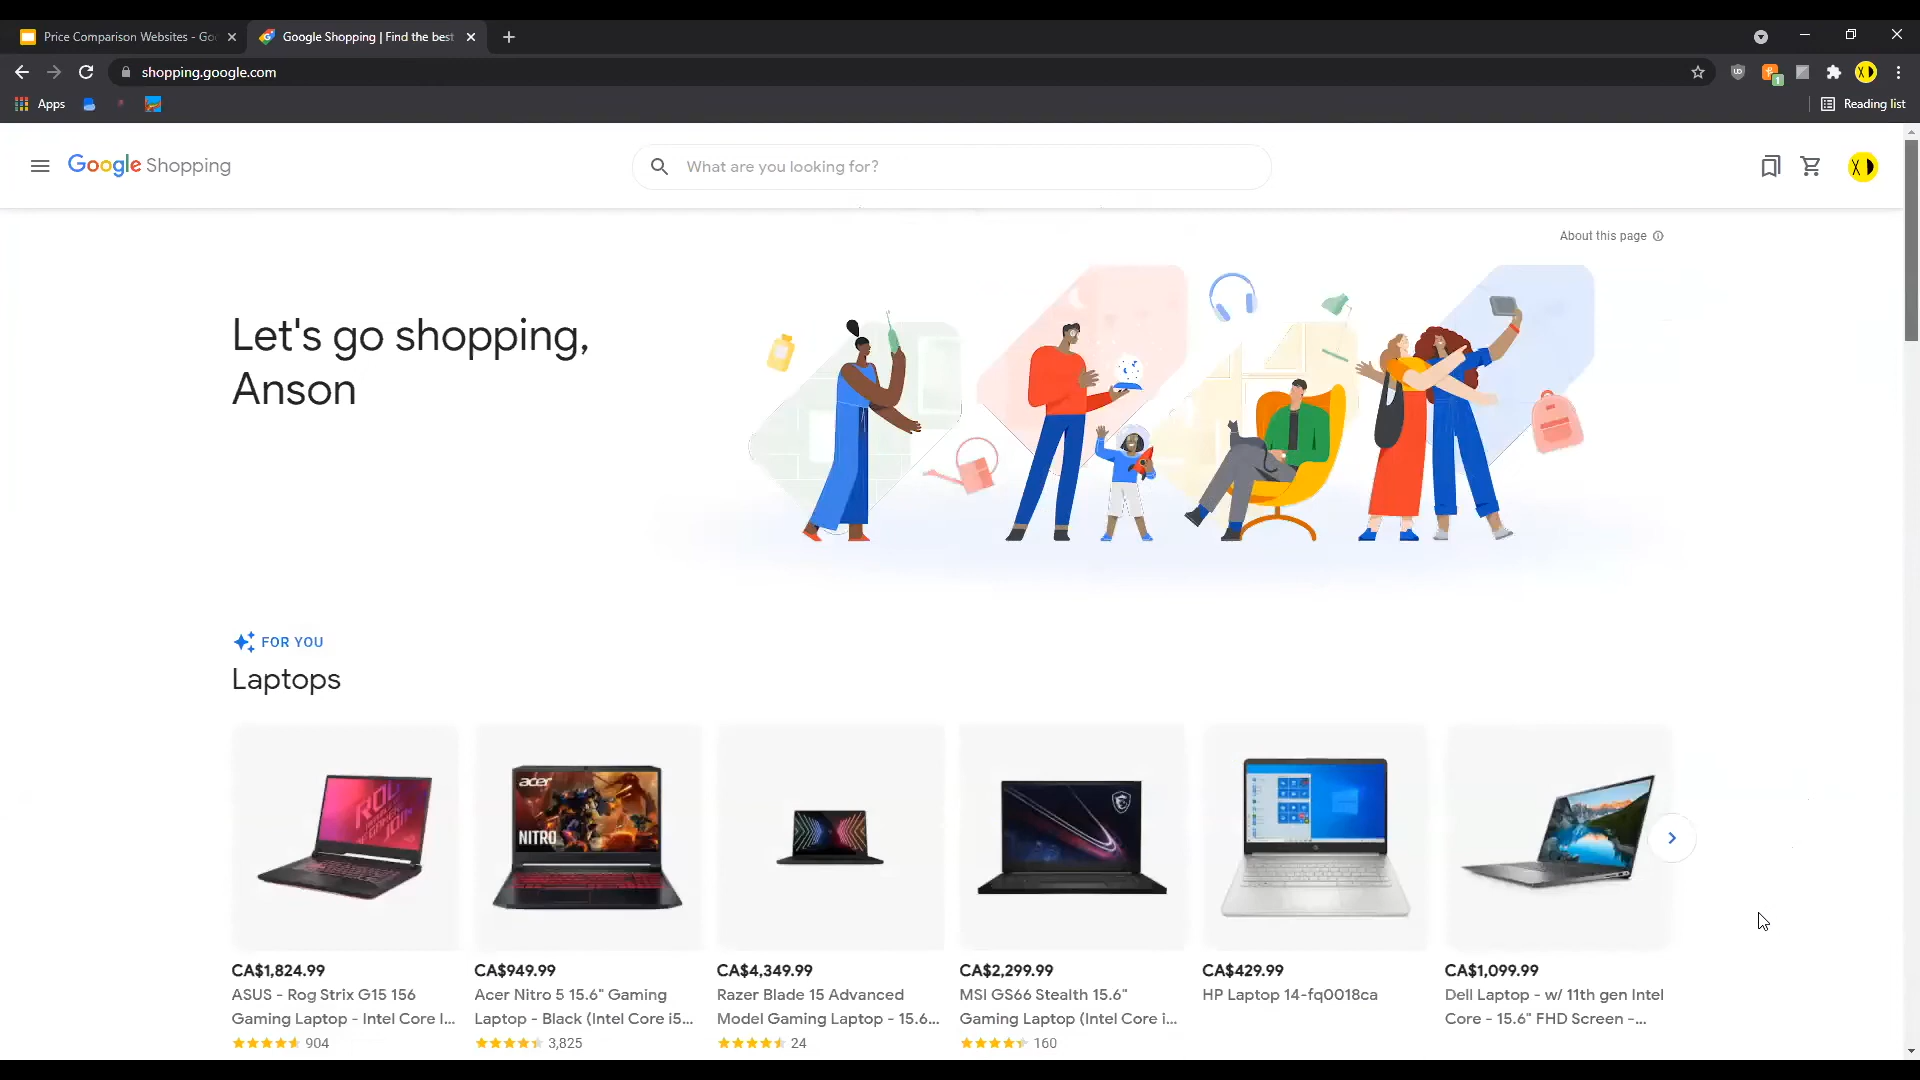 Price Comparison Websites - Go
Google Shopping | Find the best
shopping.google.com
1
Apps
Reading list
Google Shopping
What are you looking for?
About this page
Let's go shopping,
Anson
FOR YOU
Laptops
acer
NITRO
CA$1,824.99
ASUS - Rog Strix G15 156
Gaming Laptop - Intel Core I...
904
CA$949.99
Acer Nitro 5 15.6" Gaming
Laptop - Black (Intel Core i5...
3,825
CA$4,349.99
Razer Blade 15 Advanced
Model Gaming Laptop - 15.6...
24
CA$2,299.99
MSI GS66 Stealth 15.6"
Gaming Laptop (Intel Core i...
160
CA$429.99
HP Laptop 14-fq0018ca
CA$1,099.99
Dell Laptop - w/ 11th gen Intel
Core - 15.6" FHD Screen -...